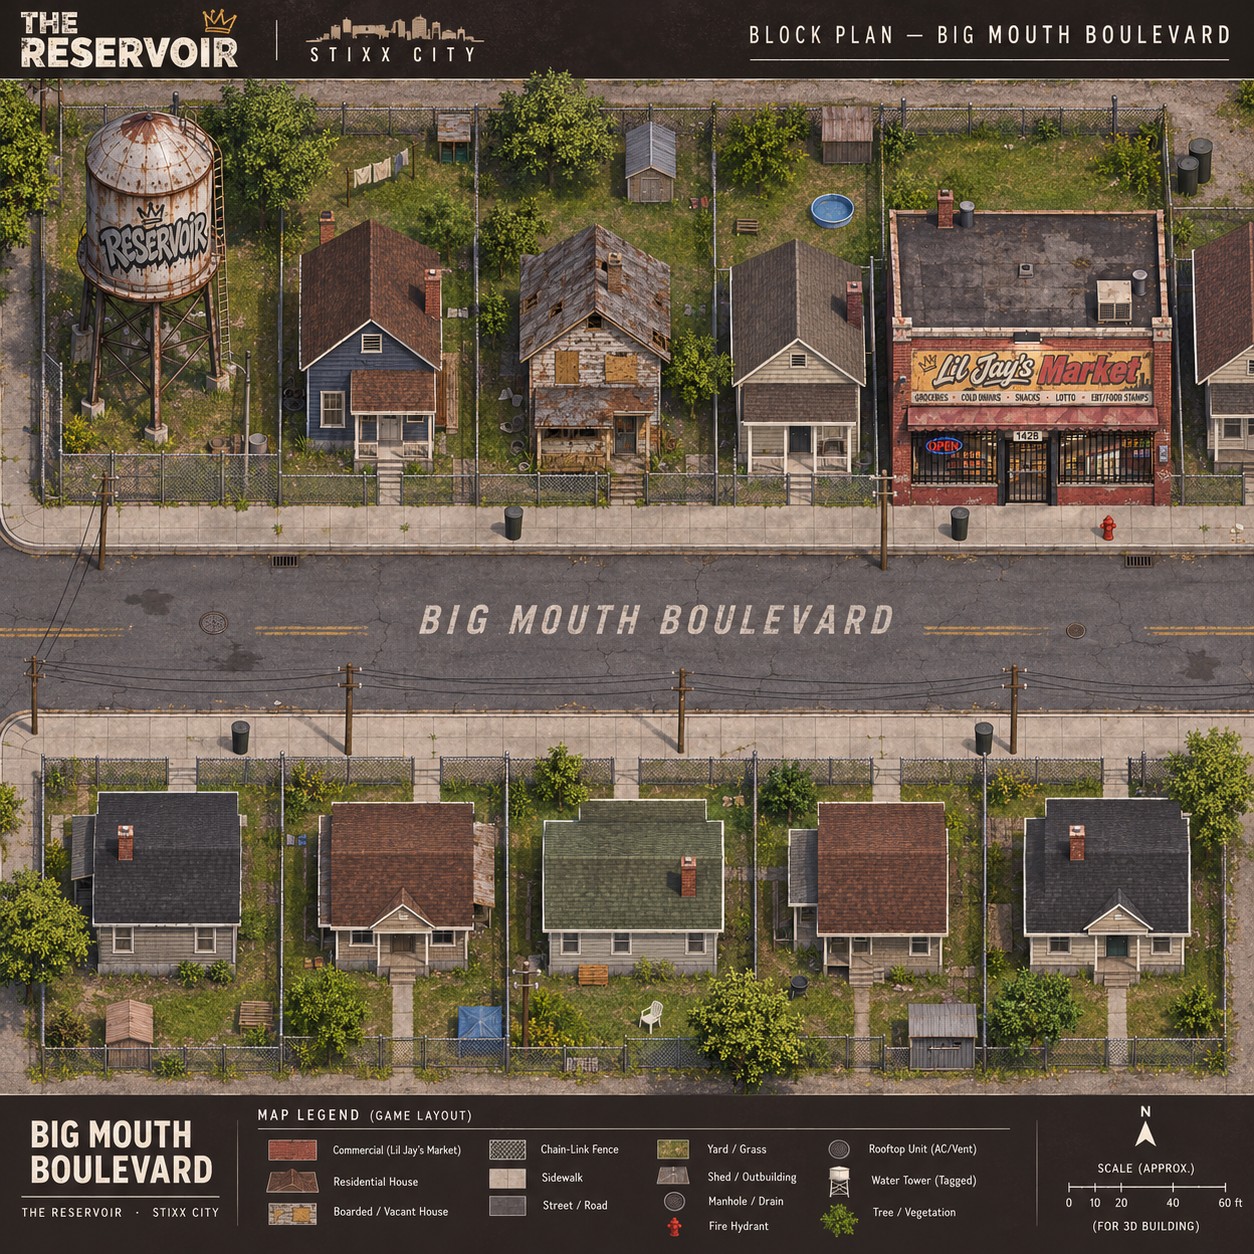 THE
RESERVOIR
STIXX CITY
BLOCK PLAN — BIG MOUTH BOULEVARD
RESERVOIR
Lil Jay's Market
GROCERIES • COLD DRINKS • SNACKS • LOTTO • EBT/FOOD STAMPS
OPEN
1428
BIG MOUTH BOULEVARD
BIG MOUTH
BOULEVARD
THE RESERVOIR · STIXX CITY
MAP LEGEND (GAME LAYOUT)
Commercial (Lil Jay's Market)
Residential House
Boarded / Vacant House
Chain-Link Fence
Sidewalk
Street / Road
Yard / Grass
Shed / Outbuilding
Manhole / Drain
Fire Hydrant
Rooftop Unit (AC/Vent)
Water Tower (Tagged)
Tree / Vegetation
N
SCALE (APPROX.)
0 10 20 40 60 ft
(FOR 3D BUILDING)